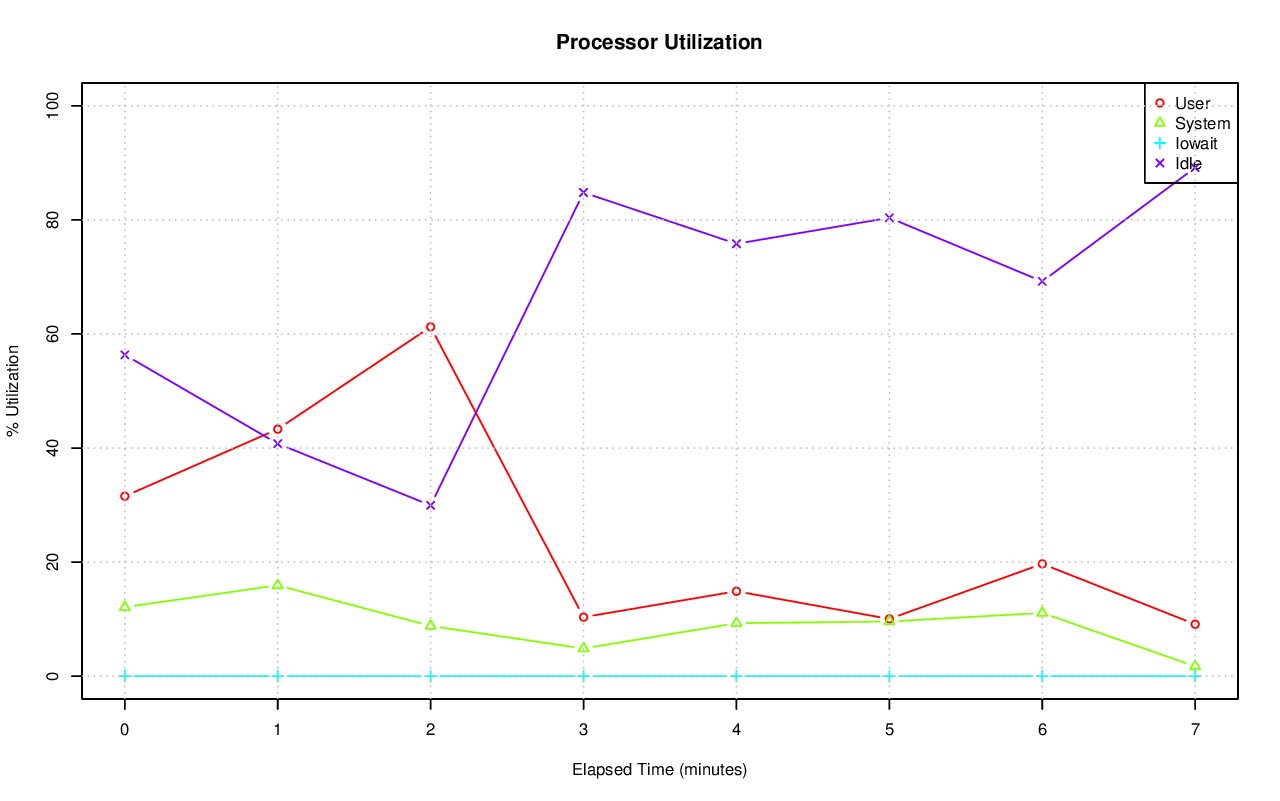 Processor Utilization
% Utilization
100
80
60
40
20
0
User
System
Iowait
Idle
0 1 2 3 4 5 6 7
Elapsed Time (minutes)